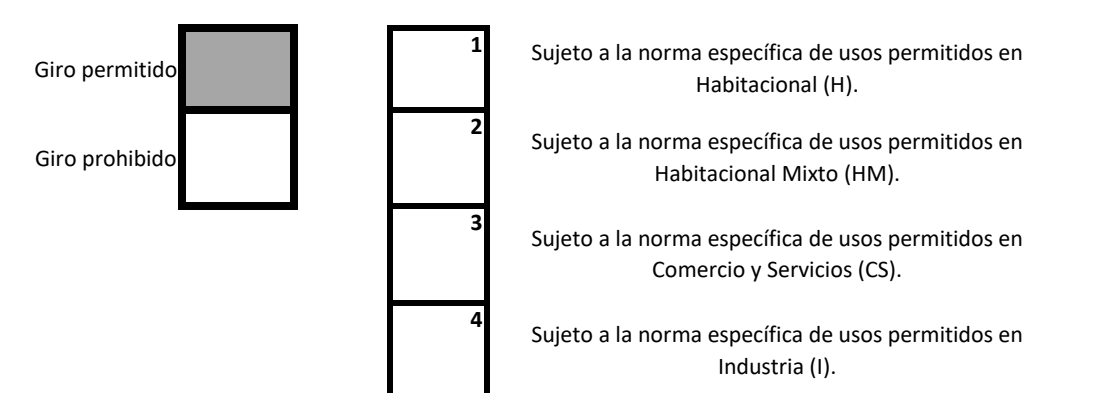 Giro permitido
Giro prohibido
1
Sujeto a la norma específica de usos permitidos en
Habitacional (H).
2
Sujeto a la norma específica de usos permitidos en
Habitacional Mixto (HM).
3
Sujeto a la norma específica de usos permitidos en
Comercio y Servicios (CS).
4
Sujeto a la norma específica de usos permitidos en
Industria (I).